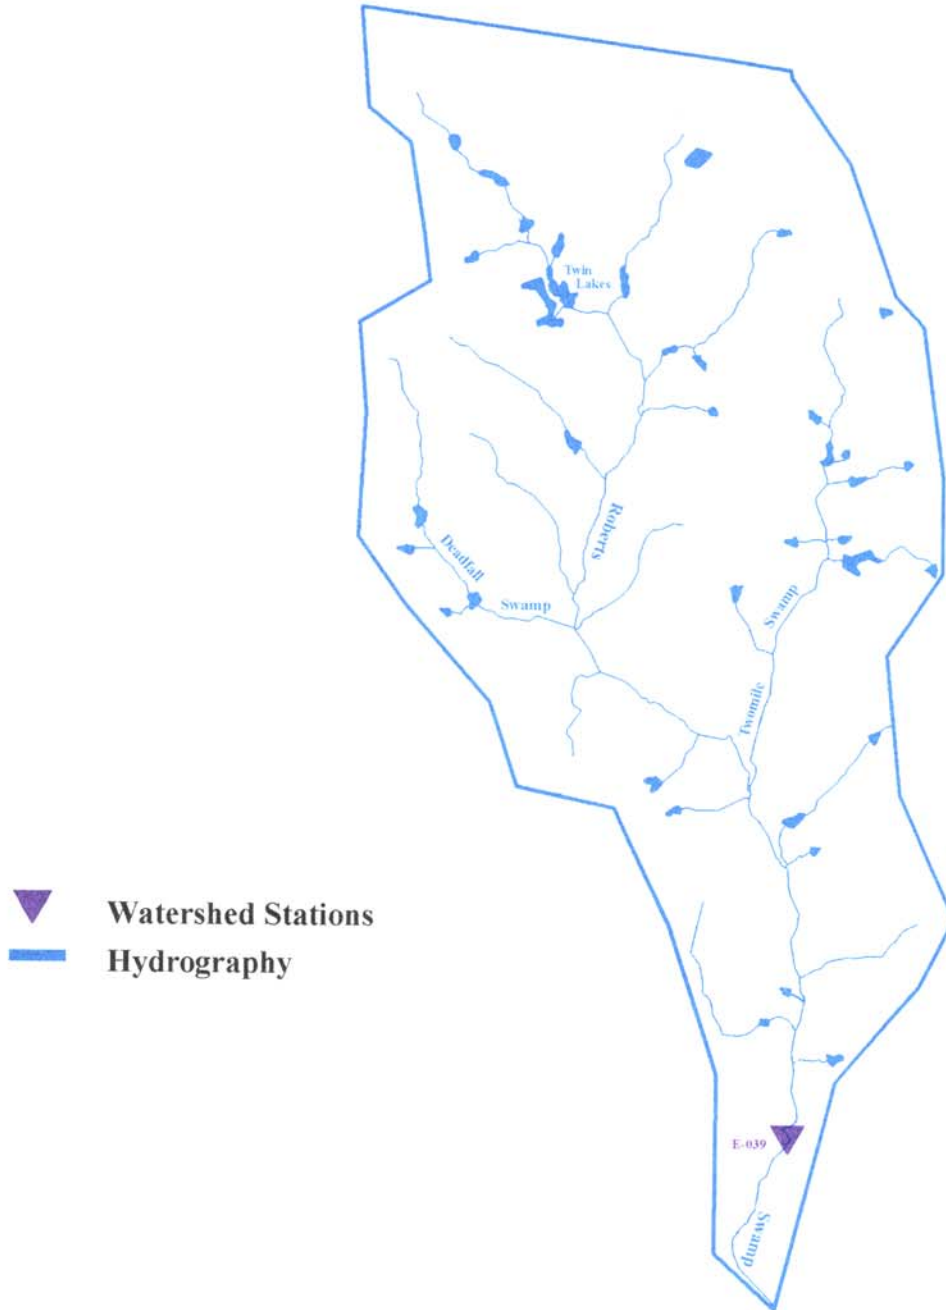 Twin
Lakes
Roberts
Deadfall
Swamp
Swamp
Twomile
Watershed Stations
Hydrography
E-039
Swamp